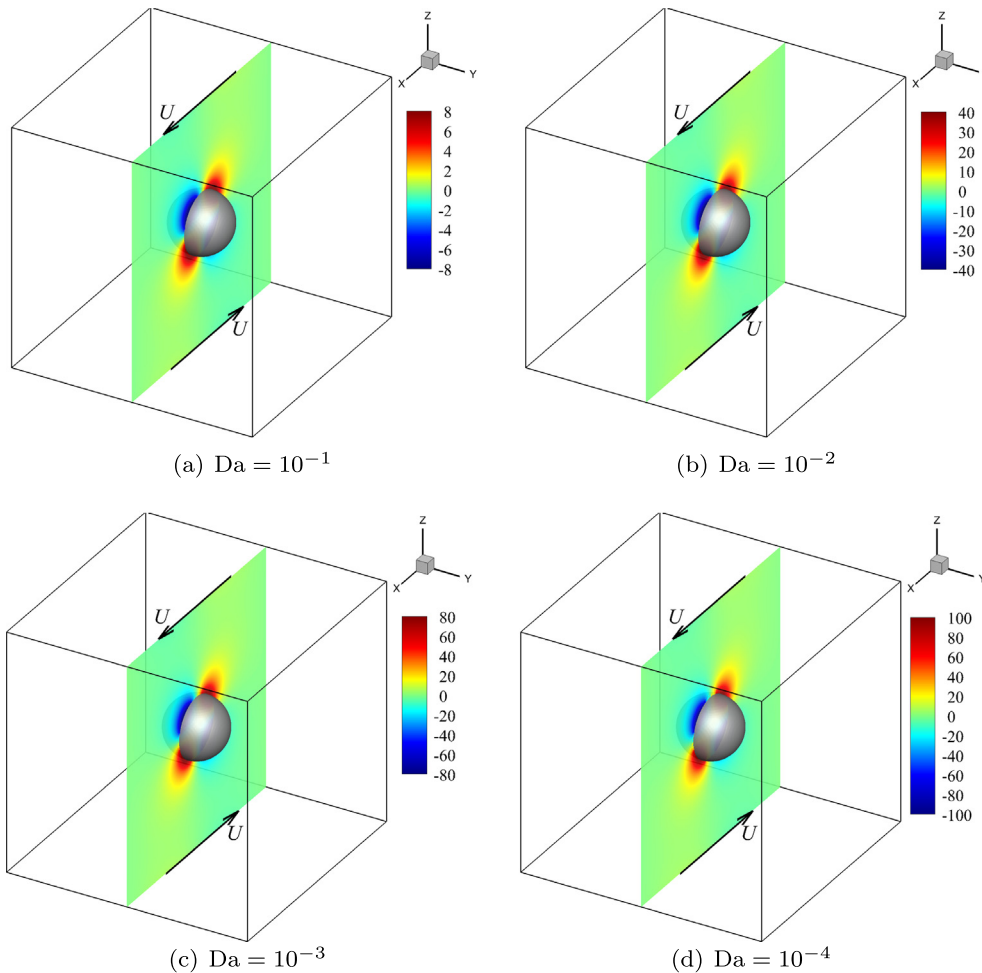 Z
X
Y
U
8
6
4
2
0
-2
-4
-6
-8
U
(a) Da = 10⁻¹
Z
X
U
40
30
20
10
0
-10
-20
-30
-40
U
(b) Da = 10⁻²
Z
X
Y
U
80
60
40
20
0
-20
-40
-60
-80
U
(c) Da = 10⁻³
Z
X
Y
U
100
80
60
40
20
0
-20
-40
-60
-80
-100
U
(d) Da = 10⁻⁴